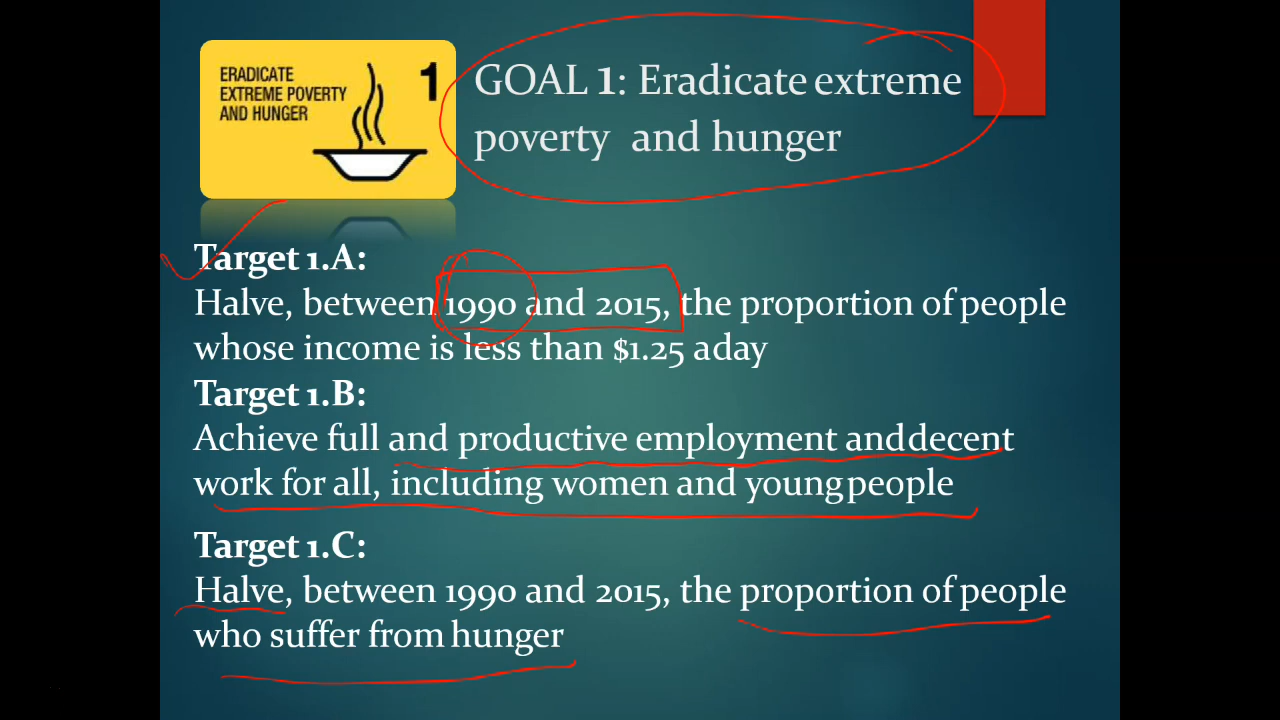 ERADICATE
EXTREME POVERTY
AND HUNGER
1
GOAL 1: Eradicate extreme
poverty and hunger
Target 1.A:
Halve, between 1990 and 2015, the proportion of people
whose income is less than $1.25 aday
Target 1.B:
Achieve full and productive employment anddecent
work for all, including women and youngpeople
Target 1.C:
Halve, between 1990 and 2015, the proportion of people
who suffer from hunger